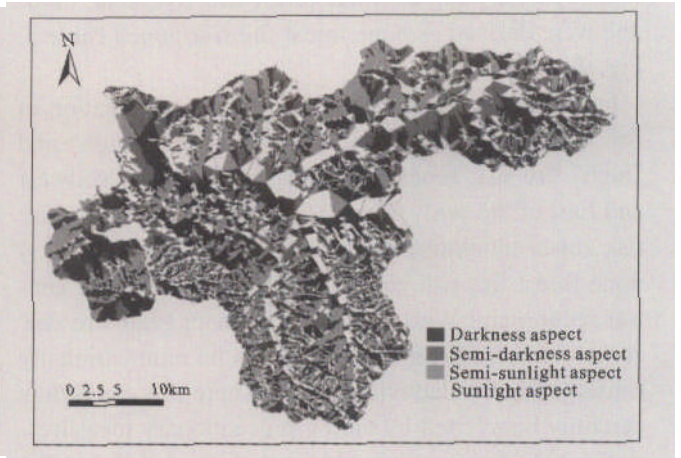 N
Darkness aspect
Semi-darkness aspect
Semi-sunlight aspect
Sunlight aspect
0 2.5 5 10km